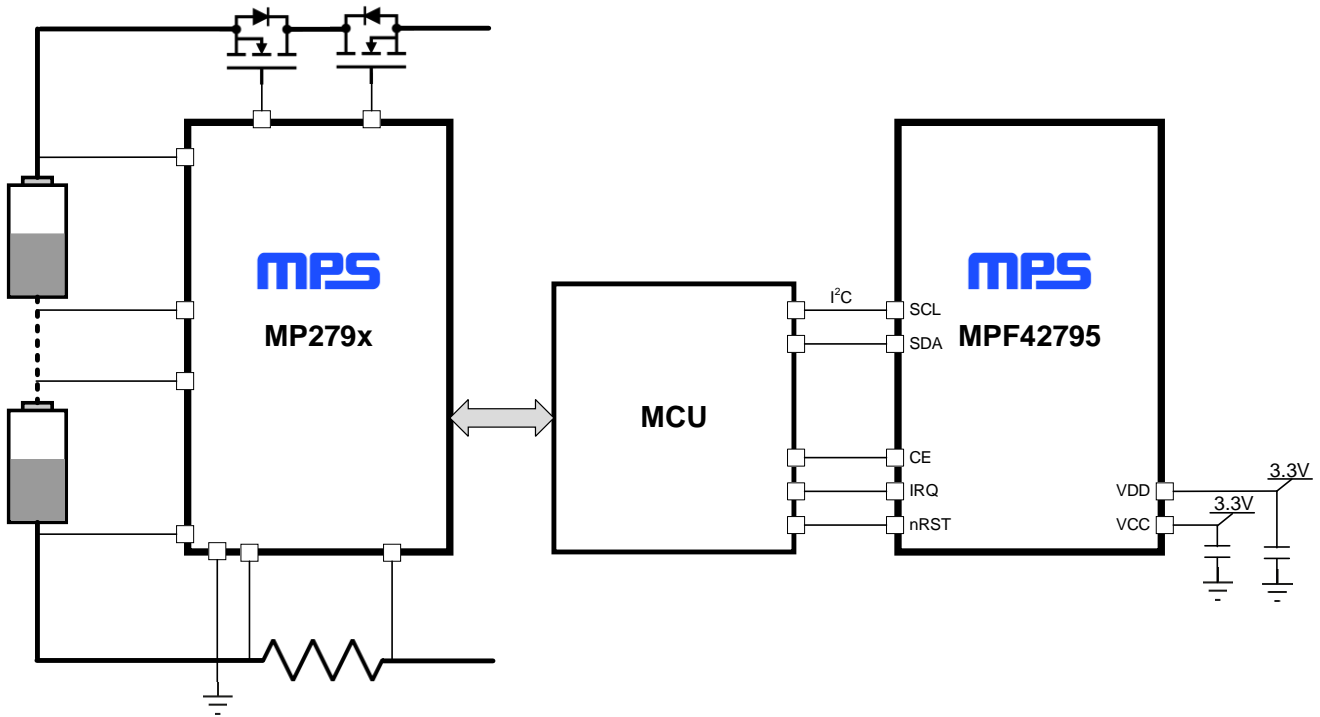 MPS
MP279x
MCU
I²C
MPS
MPF42795
SCL
SDA
CE
IRQ
nRST
VDD
VCC
3.3V
3.3V